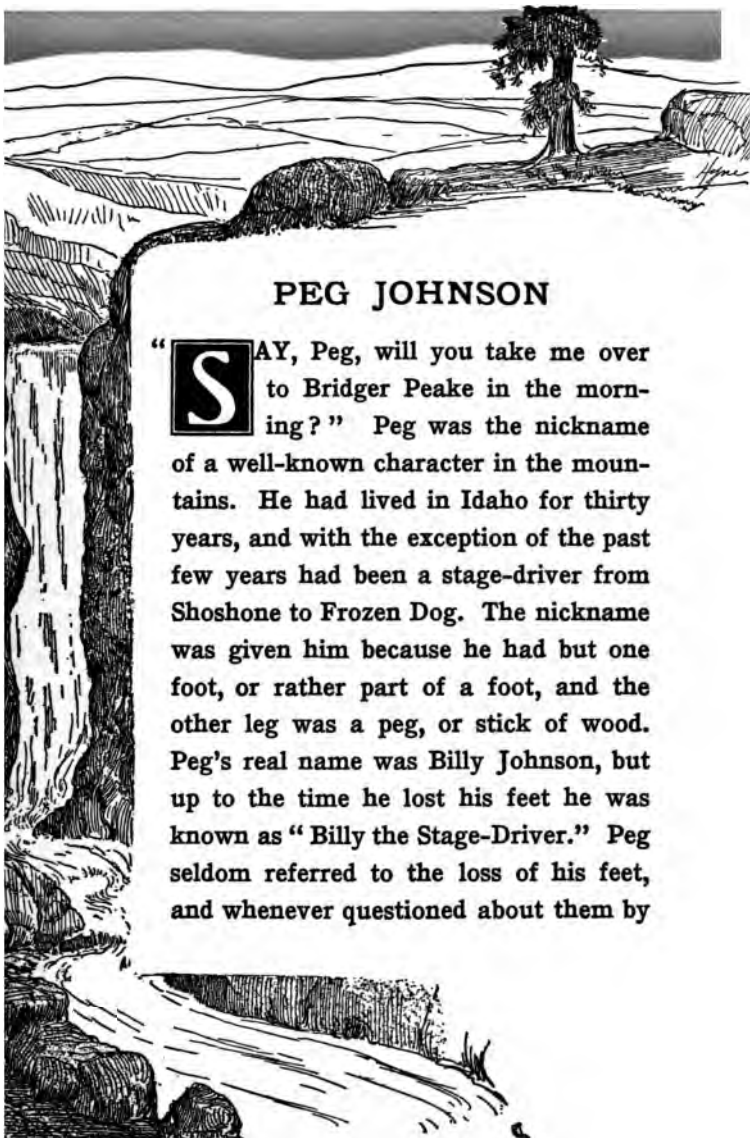 Hayne
PEG JOHNSON
"SAY, Peg, will you take me over
to Bridger Peake in the morn-
ing?" Peg was the nickname
of a well-known character in the moun-
tains. He had lived in Idaho for thirty
years, and with the exception of the past
few years had been a stage-driver from
Shoshone to Frozen Dog. The nickname
was given him because he had but one
foot, or rather part of a foot, and the
other leg was a peg, or stick of wood.
Peg's real name was Billy Johnson, but
up to the time he lost his feet he was
known as "Billy the Stage-Driver." Peg
seldom referred to the loss of his feet,
and whenever questioned about them by